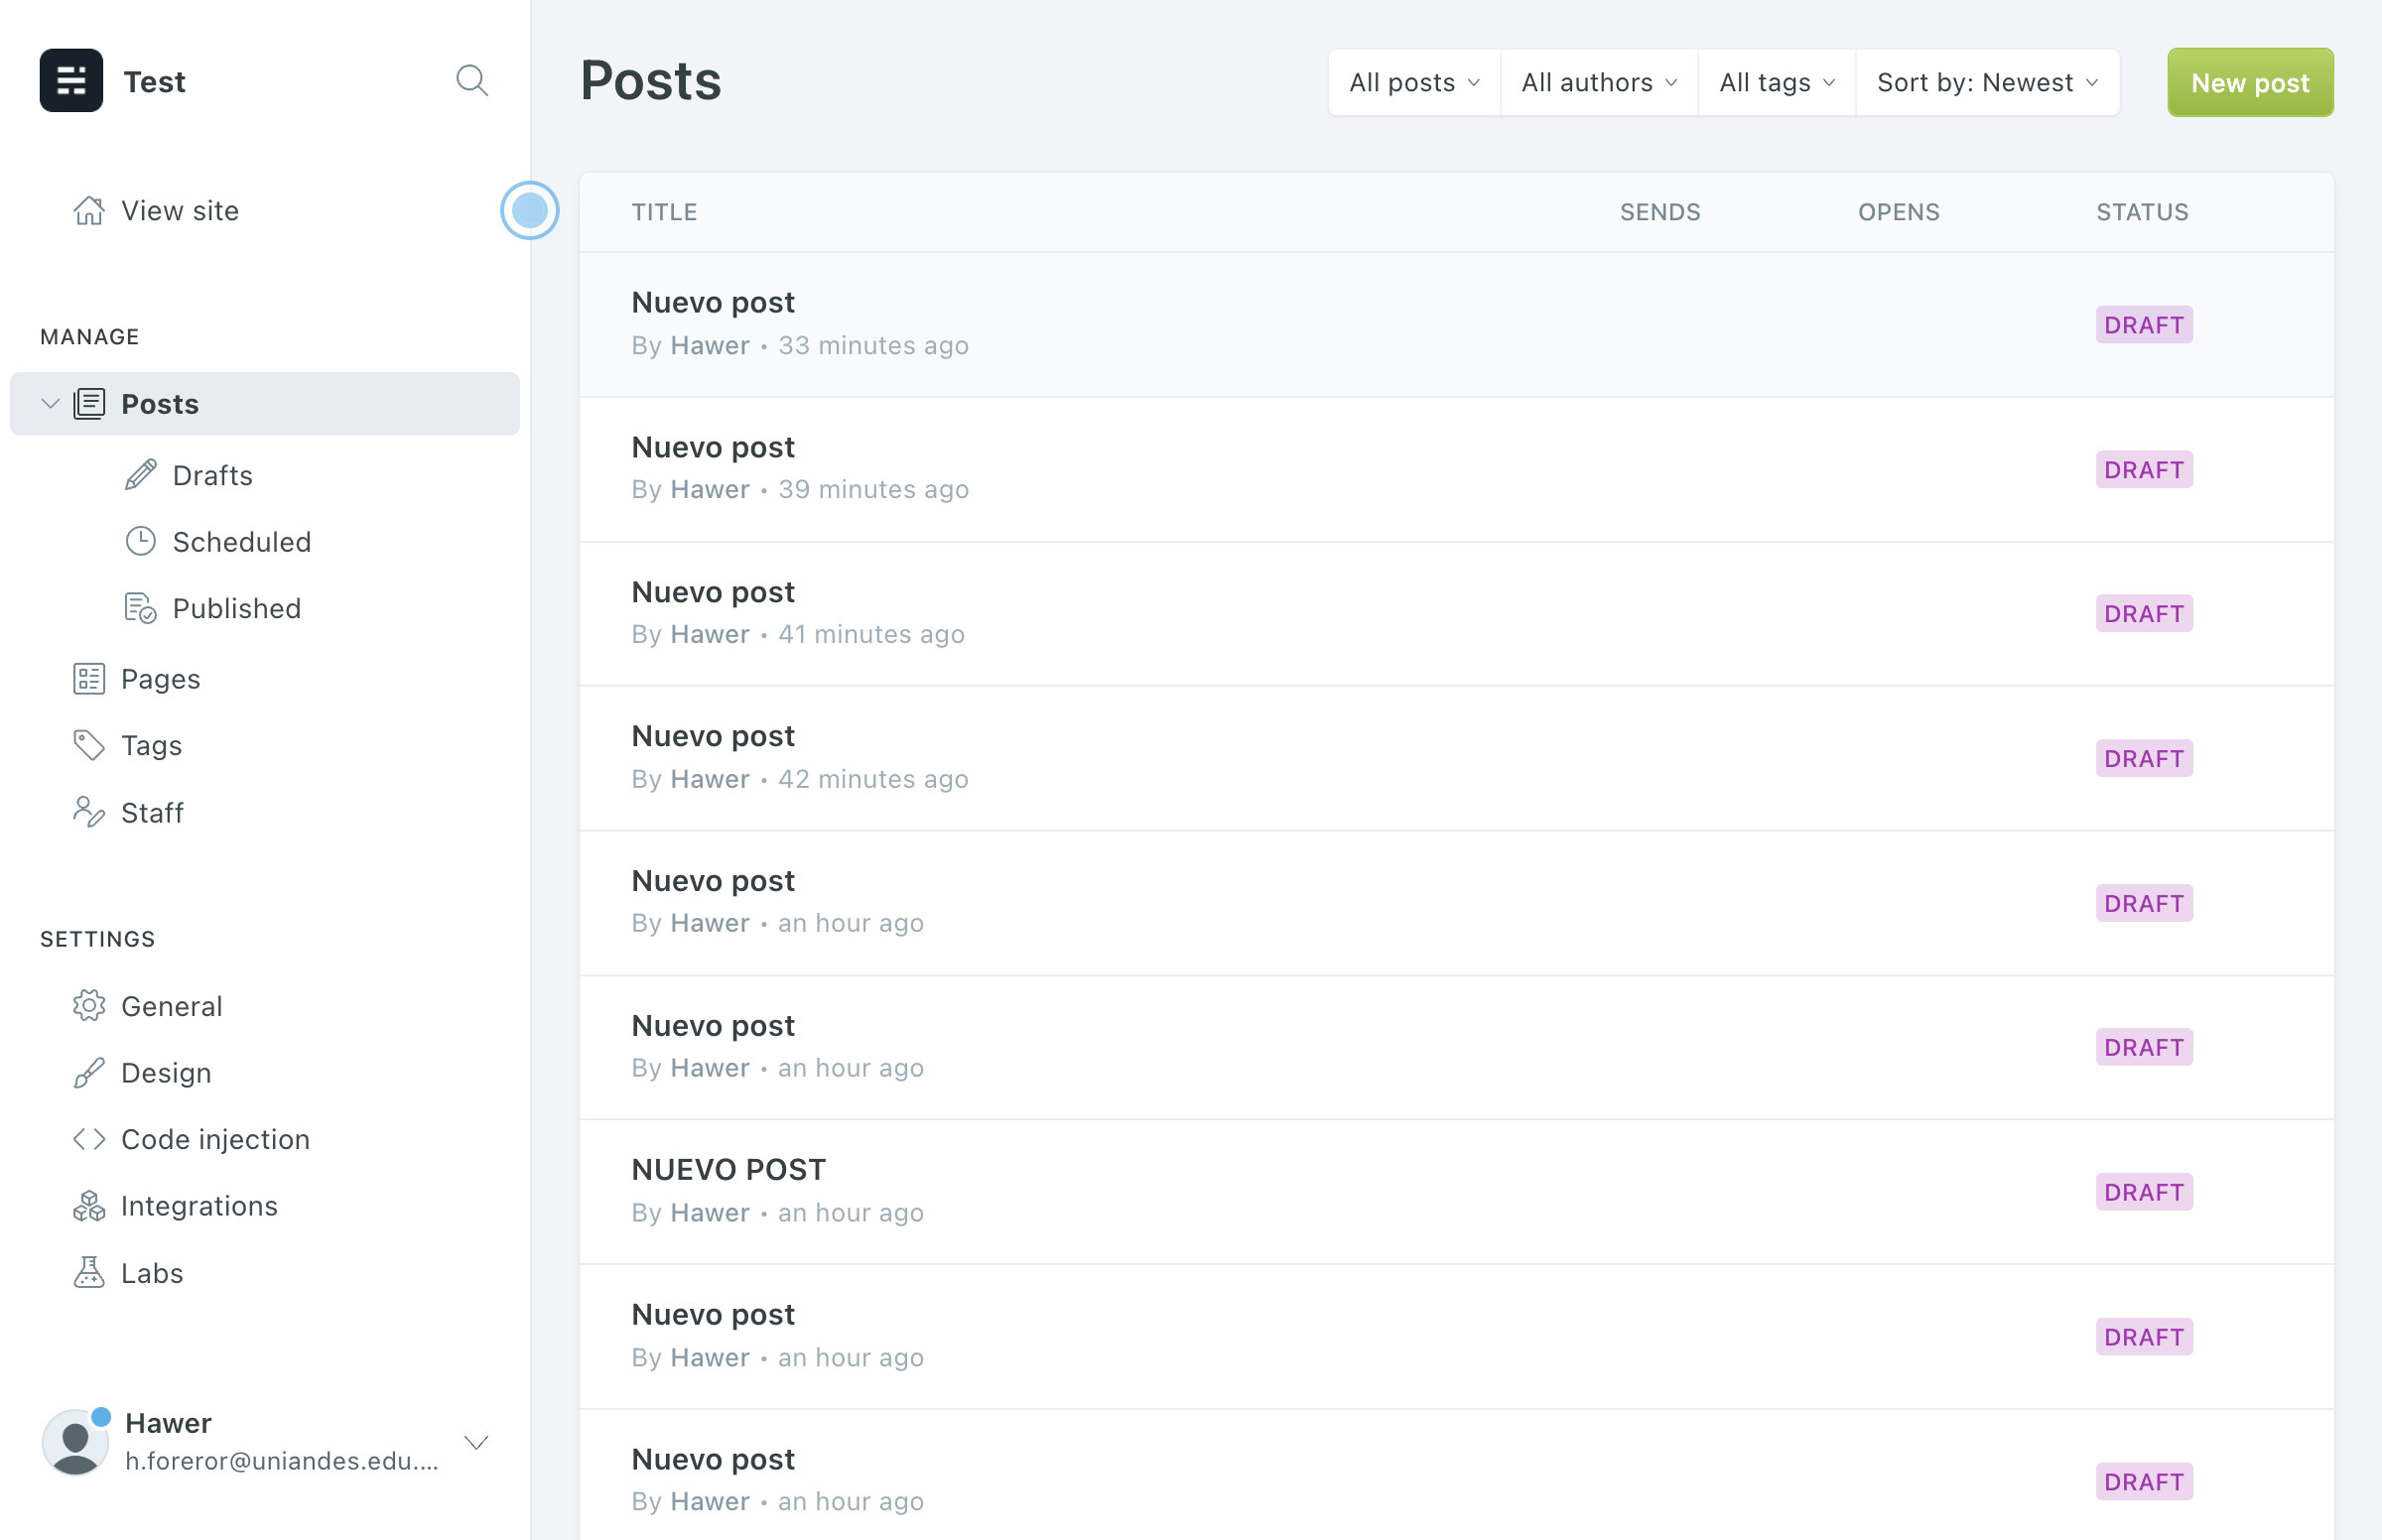 Test
View site
MANAGE
Posts
Drafts
Scheduled
Published
Pages
Tags
Staff
SETTINGS
General
Design
Code injection
Integrations
Labs
Hawer
h.foreror@uniandes.edu....
Posts
All posts
All authors
All tags
Sort by: Newest
New post
TITLE SENDS OPENS STATUS
Nuevo post
By Hawer • 33 minutes ago
DRAFT
Nuevo post
By Hawer • 39 minutes ago
DRAFT
Nuevo post
By Hawer • 41 minutes ago
DRAFT
Nuevo post
By Hawer • 42 minutes ago
DRAFT
Nuevo post
By Hawer • an hour ago
DRAFT
Nuevo post
By Hawer • an hour ago
DRAFT
NUEVO POST
By Hawer • an hour ago
DRAFT
Nuevo post
By Hawer • an hour ago
DRAFT
Nuevo post
By Hawer • an hour ago
DRAFT